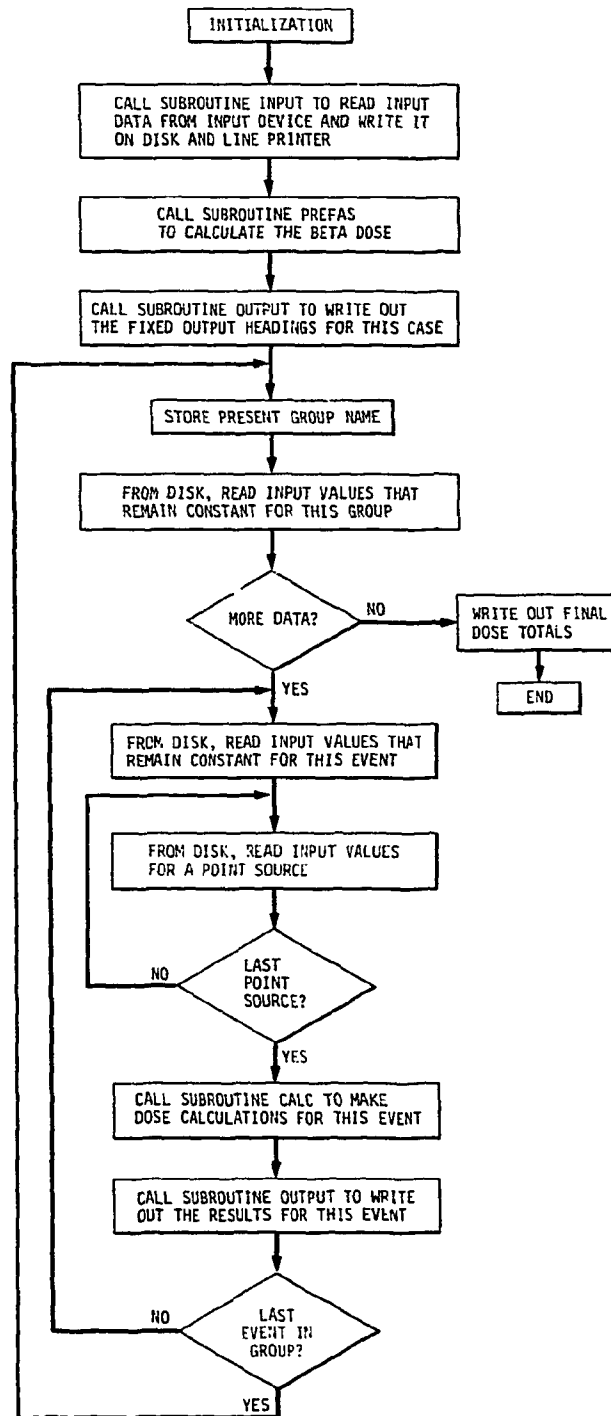 INITIALIZATION
CALL SUBROUTINE INPUT TO READ INPUT
DATA FROM INPUT DEVICE AND WRITE IT
ON DISK AND LINE PRINTER
CALL SUBROUTINE PREFAS
TO CALCULATE THE BETA DOSE
CALL SUBROUTINE OUTPUT TO WRITE OUT
THE FIXED OUTPUT HEADINGS FOR THIS CASE
STORE PRESENT GROUP NAME
FROM DISK, READ INPUT VALUES THAT
REMAIN CONSTANT FOR THIS GROUP
MORE DATA?
NO
WRITE OUT FINAL
DOSE TOTALS
END
YES
FROM DISK, READ INPUT VALUES THAT
REMAIN CONSTANT FOR THIS EVENT
FROM DISK, READ INPUT VALUES
FOR A POINT SOURCE
NO
LAST
POINT
SOURCE?
YES
CALL SUBROUTINE CALC TO MAKE
DOSE CALCULATIONS FOR THIS EVENT
CALL SUBROUTINE OUTPUT TO WRITE
OUT THE RESULTS FOR THIS EVENT
NO
LAST
EVENT IN
GROUP?
YES